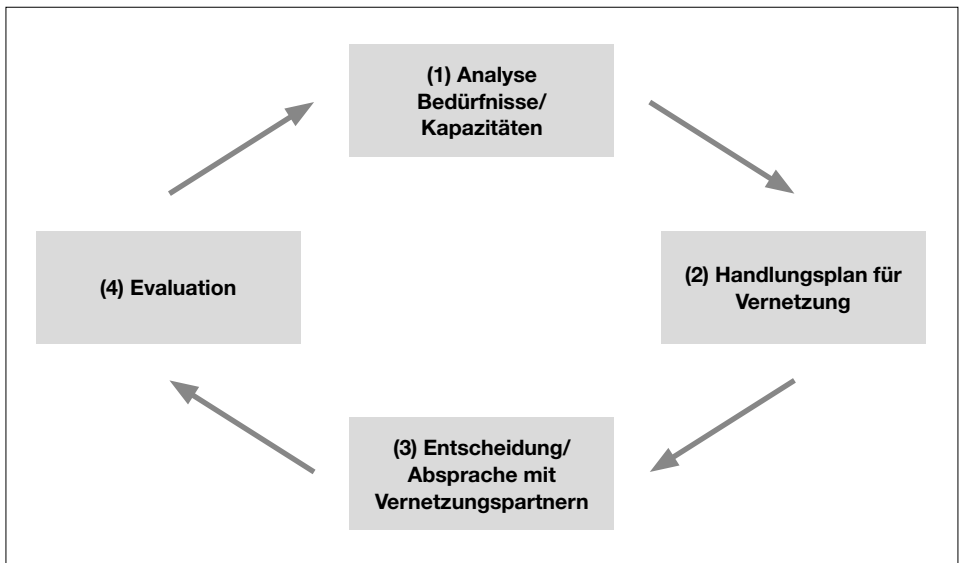 (1) Analyse
Bedürfnisse/
Kapazitäten
(2) Handlungsplan für
Vernetzung
(3) Entscheidung/
Absprache mit
Vernetzungspartnern
(4) Evaluation